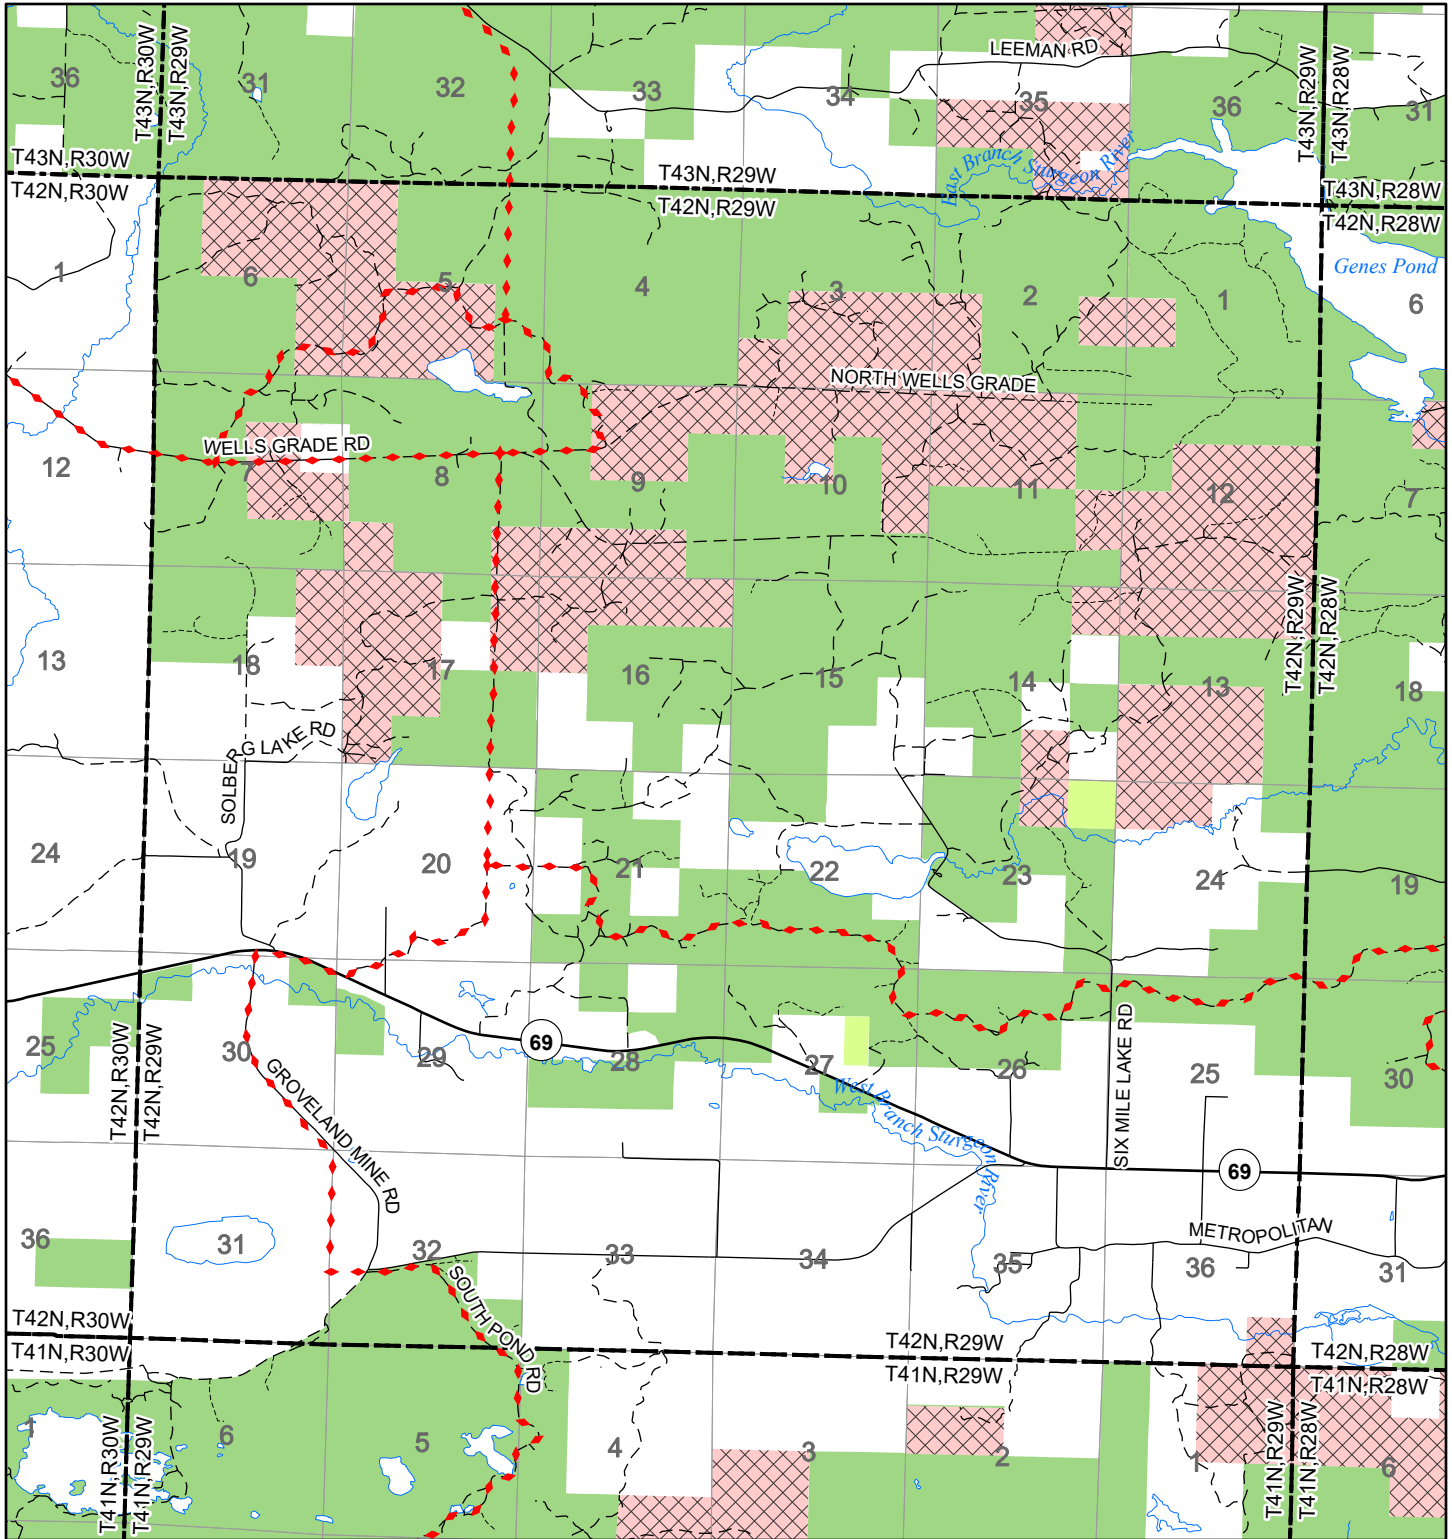 36
31
32
33
34
35
36
31
LEEMAN RD
T43N,R30W
T43N,R29W
T43N,R29W
T43N,R28W
T43N,R30W
T42N,R30W
T43N,R29W
T42N,R29W
East Branch Sturgeon River
T43N,R28W
T42N,R28W
Genes Pond
1
6
5
4
3
2
1
6
NORTH WELLS GRADE
WELLS GRADE RD
12
7
8
9
10
11
12
7
T42N,R29W
T42N,R28W
13
18
17
16
15
14
13
18
SOLBERG LAKE RD
24
19
20
21
22
23
24
19
25
30
29
28
27
26
25
30
T42N,R30W
T42N,R29W
69
GROVELAND MINE RD
West Branch Sturgeon River
SIX MILE LAKE RD
69
METROPOLITAN
36
31
32
33
34
35
36
31
SOUTH POND RD
T42N,R30W
T41N,R30W
T42N,R29W
T41N,R29W
T42N,R28W
T41N,R28W
1
6
5
4
3
2
1
6
T41N,R30W
T41N,R29W
T41N,R29W
T41N,R28W